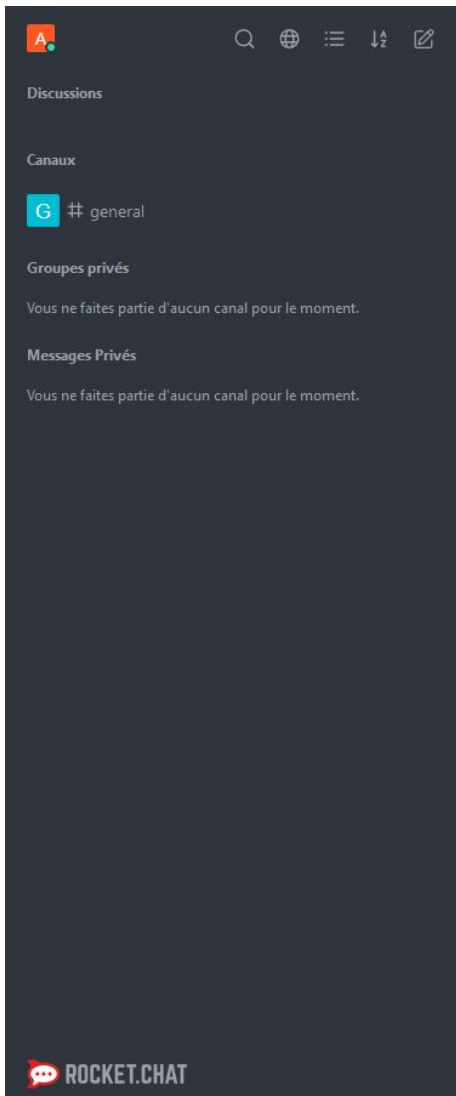 A
Discussions
Canaux
G # general
Groupes privés
Vous ne faites partie d'aucun canal pour le moment.
Messages Privés
Vous ne faites partie d'aucun canal pour le moment.
ROCKET.CHAT